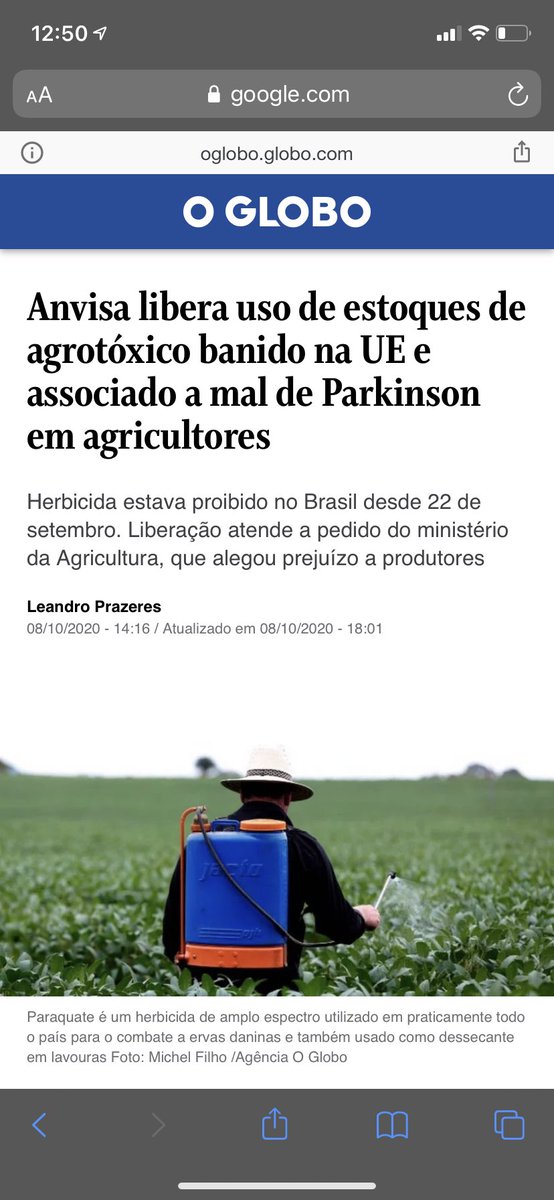 12:50
AA
google.com
oglobo.globo.com
O GLOBO
Anvisa libera uso de estoques de
agrotóxico banido na UE e
associado a mal de Parkinson
em agricultores
Herbicida estava proibido no Brasil desde 22 de
setembro. Liberação atende a pedido do ministério
da Agricultura, que alegou prejuízo a produtores
Leandro Prazeres
08/10/2020 - 14:16 / Atualizado em 08/10/2020 - 18:01
jacto
Paraquate é um herbicida de amplo espectro utilizado em praticamente todo
o país para o combate a ervas daninas e também usado como dessecante
em lavouras Foto: Michel Filho /Agência O Globo